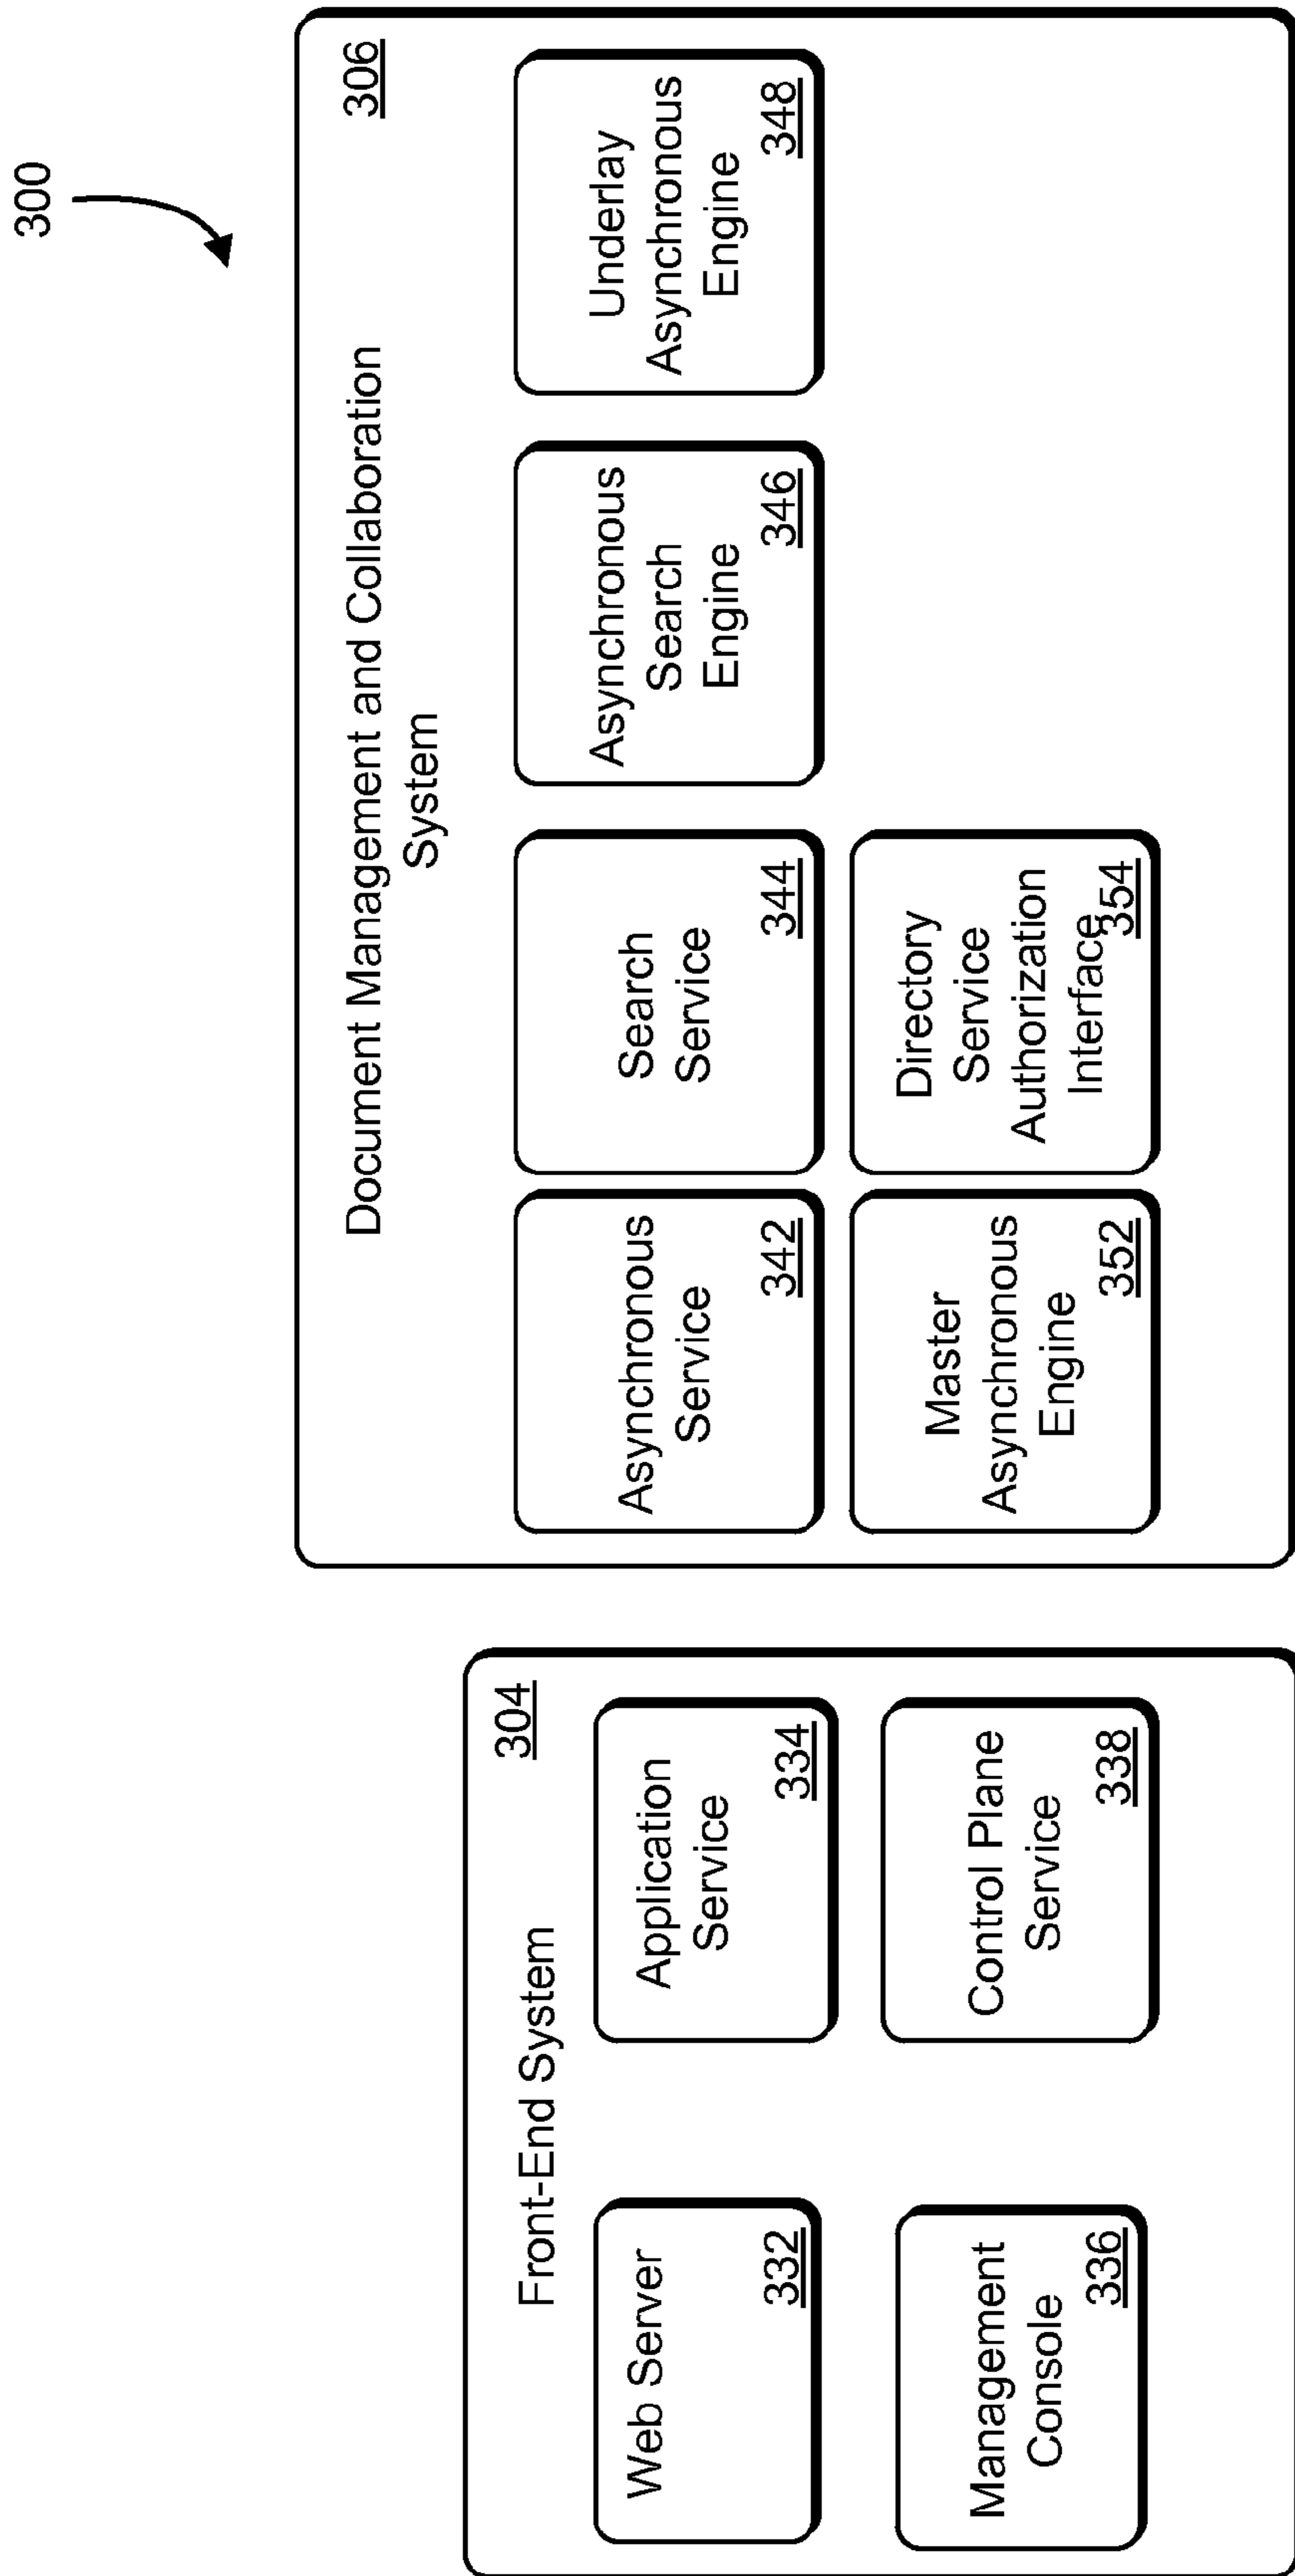 300
Front-End System
304
Web Server
332
Application
Service
334
Management
Console
336
Control Plane
Service
338
Document Management and Collaboration
System
306
Asynchronous
Service
342
Search
Service
344
Asynchronous
Search
Engine
346
Underlay
Asynchronous
Engine
348
Master
Asynchronous
Engine
352
Directory
Service
Authorization
Interface
354